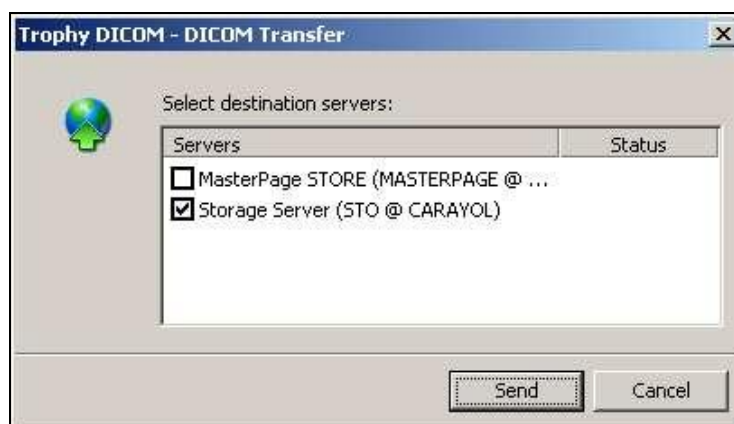 Trophy DICOM - DICOM Transfer
Select destination servers:
Servers Status
MasterPage STORE (MASTERPAGE @ ...
Storage Server (STO @ CARAYOL)
Send Cancel